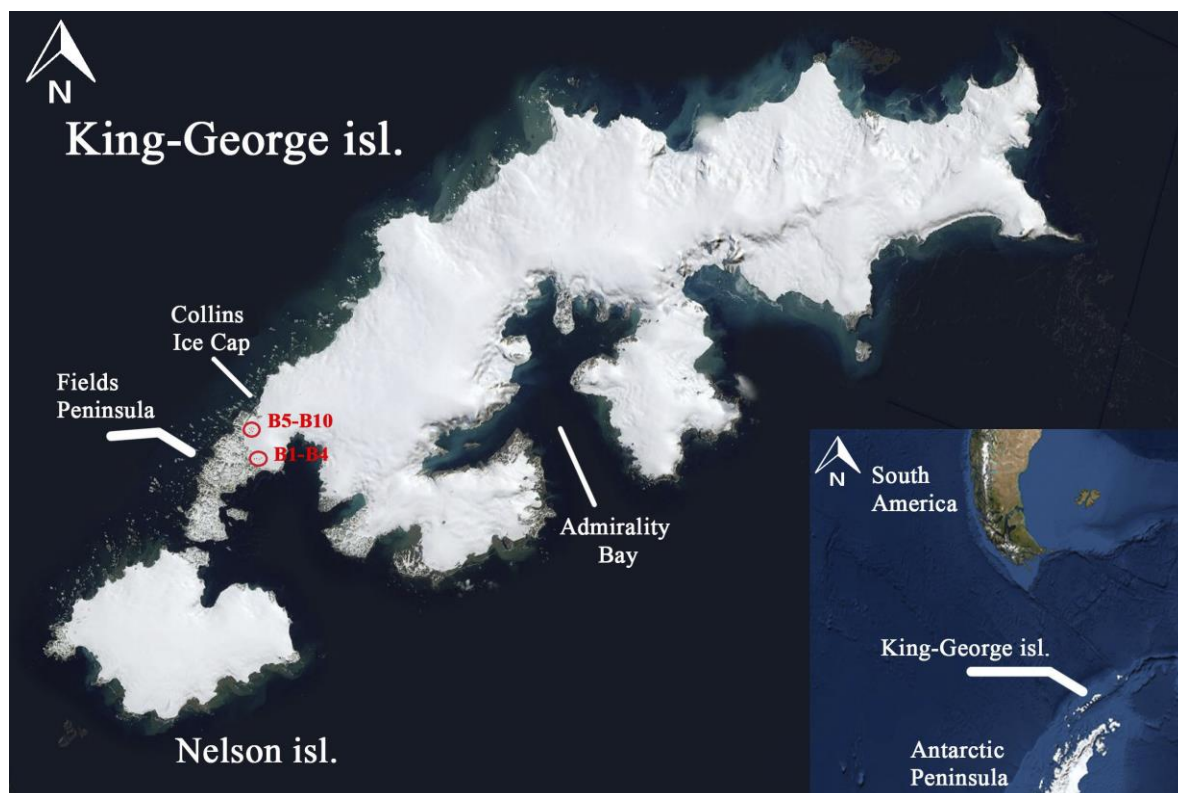 N
King-George isl.
Collins
Ice Cap
Fields
Peninsula
B5-B10
B1-B4
Admirality
Bay
Nelson isl.
N
South
America
King-George isl.
Antarctic
Peninsula